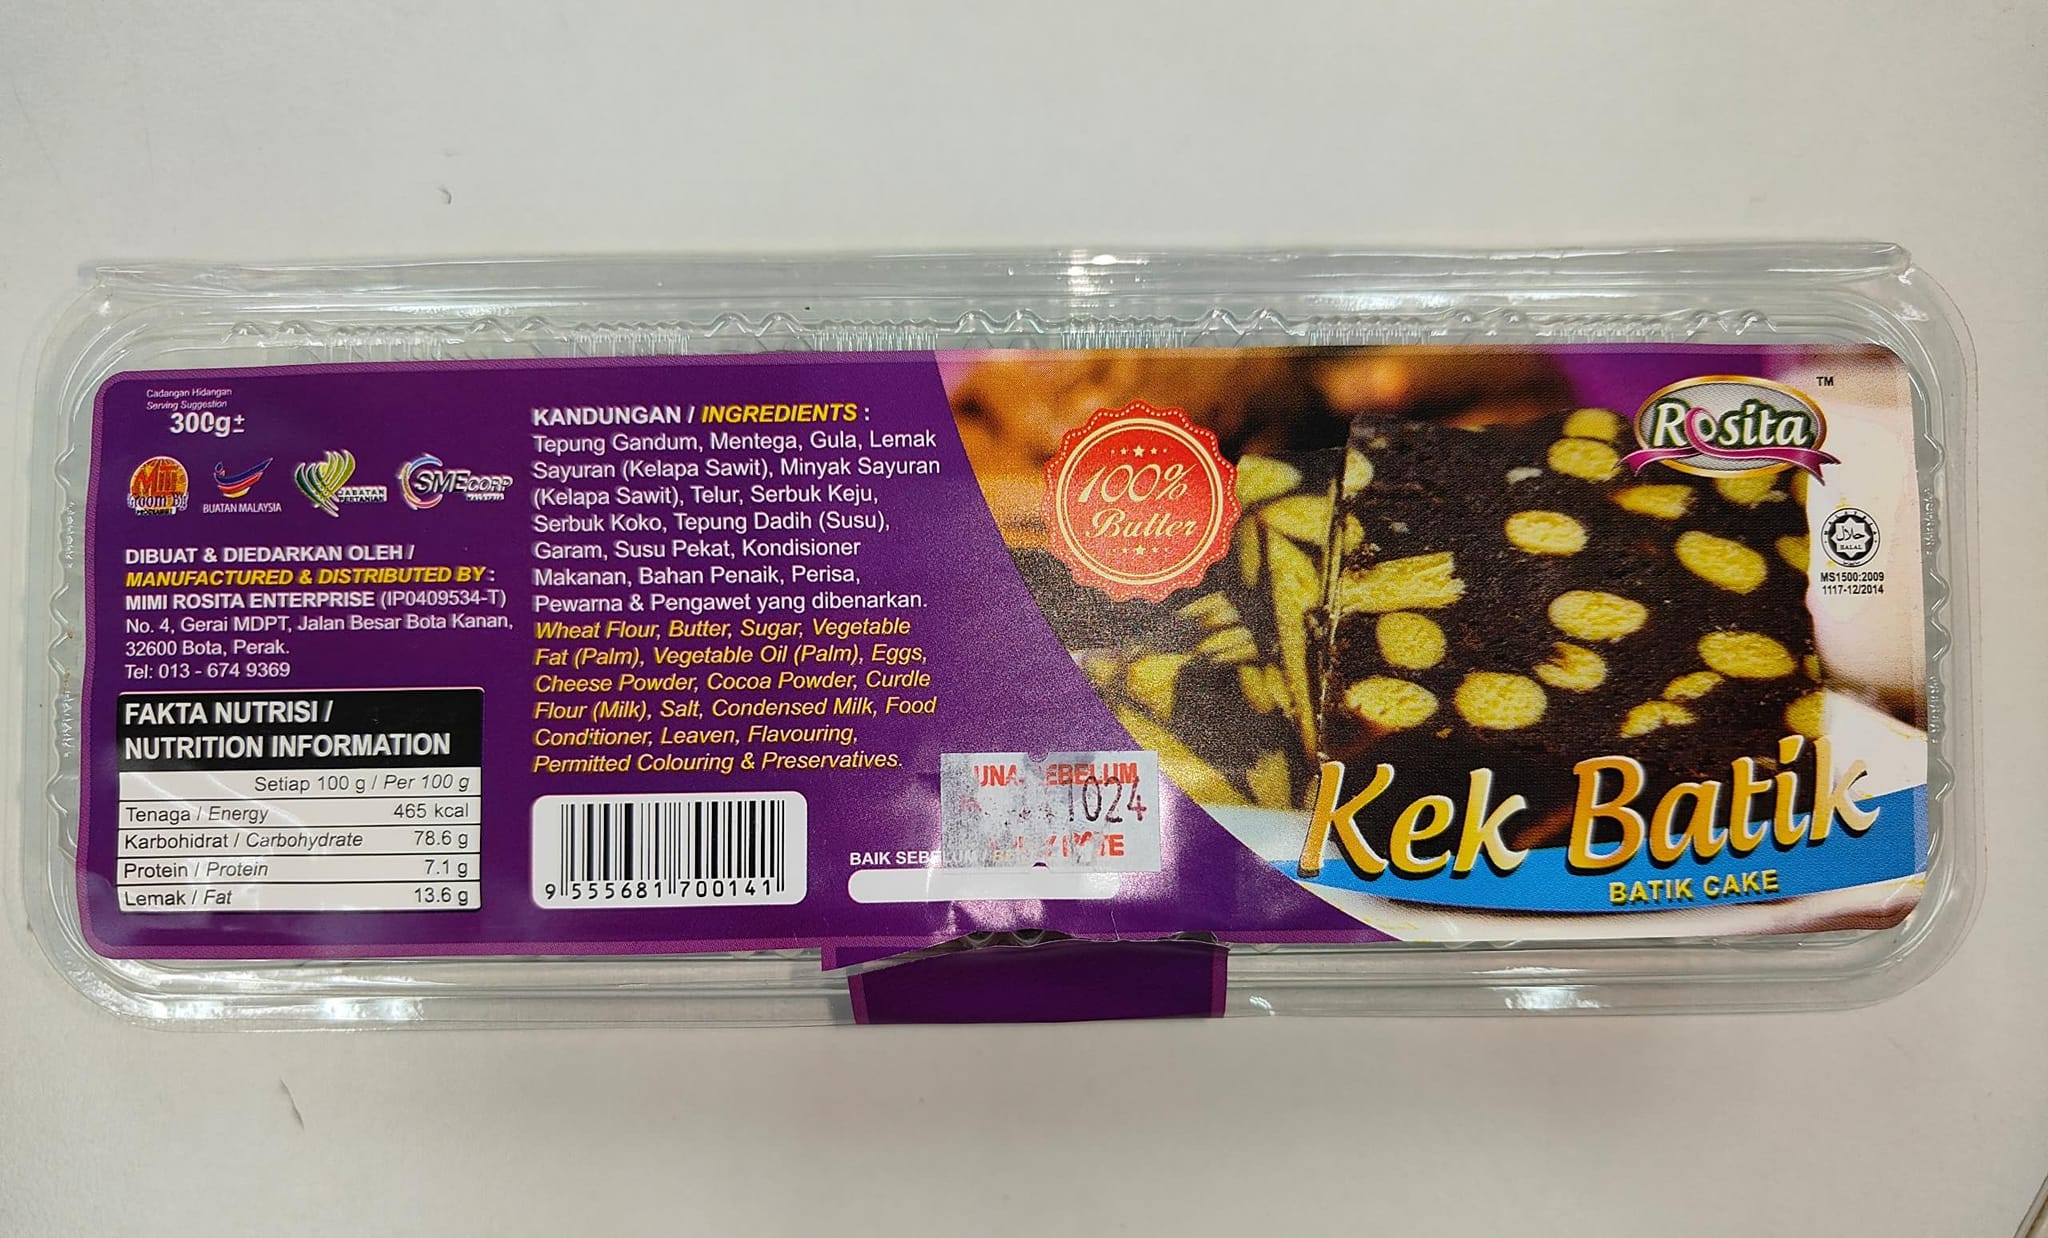 Cadangan Hidangan
Serving Suggestion
300g±
BUATAN MALAYSIA
JABATAN
PERTANIAN
SMECORP
MALAYSIA
DIBUAT & DIEDARKAN OLEH /
MANUFACTURED & DISTRIBUTED BY :
MIMI ROSITA ENTERPRISE (IP0409534-T)
No. 4, Gerai MDPT, Jalan Besar Bota Kanan,
32600 Bota, Perak.
Tel: 013 - 674 9369
FAKTA NUTRISI /
NUTRITION INFORMATION
Setiap 100 g / Per 100 g
Tenaga / Energy 465 kcal
Karbohidrat / Carbohydrate 78.6 g
Protein / Protein 7.1 g
Lemak / Fat 13.6 g
KANDUNGAN / INGREDIENTS :
Tepung Gandum, Mentega, Gula, Lemak
Sayuran (Kelapa Sawit), Minyak Sayuran
(Kelapa Sawit), Telur, Serbuk Keju,
Serbuk Koko, Tepung Dadih (Susu),
Garam, Susu Pekat, Kondisioner
Makanan, Bahan Penaik, Perisa,
Pewarna & Pengawet yang dibenarkan.
Wheat Flour, Butter, Sugar, Vegetable
Fat (Palm), Vegetable Oil (Palm), Eggs,
Cheese Powder, Cocoa Powder, Curdle
Flour (Milk), Salt, Condensed Milk, Food
Conditioner, Leaven, Flavouring,
Permitted Colouring & Preservatives.
9 555681 700141
BAIK
1024
100%
Butter
Rosita
TM
حلال
HALAL
MS1500:2009
1117-12/2014
Kek Batik
BATIK CAKE